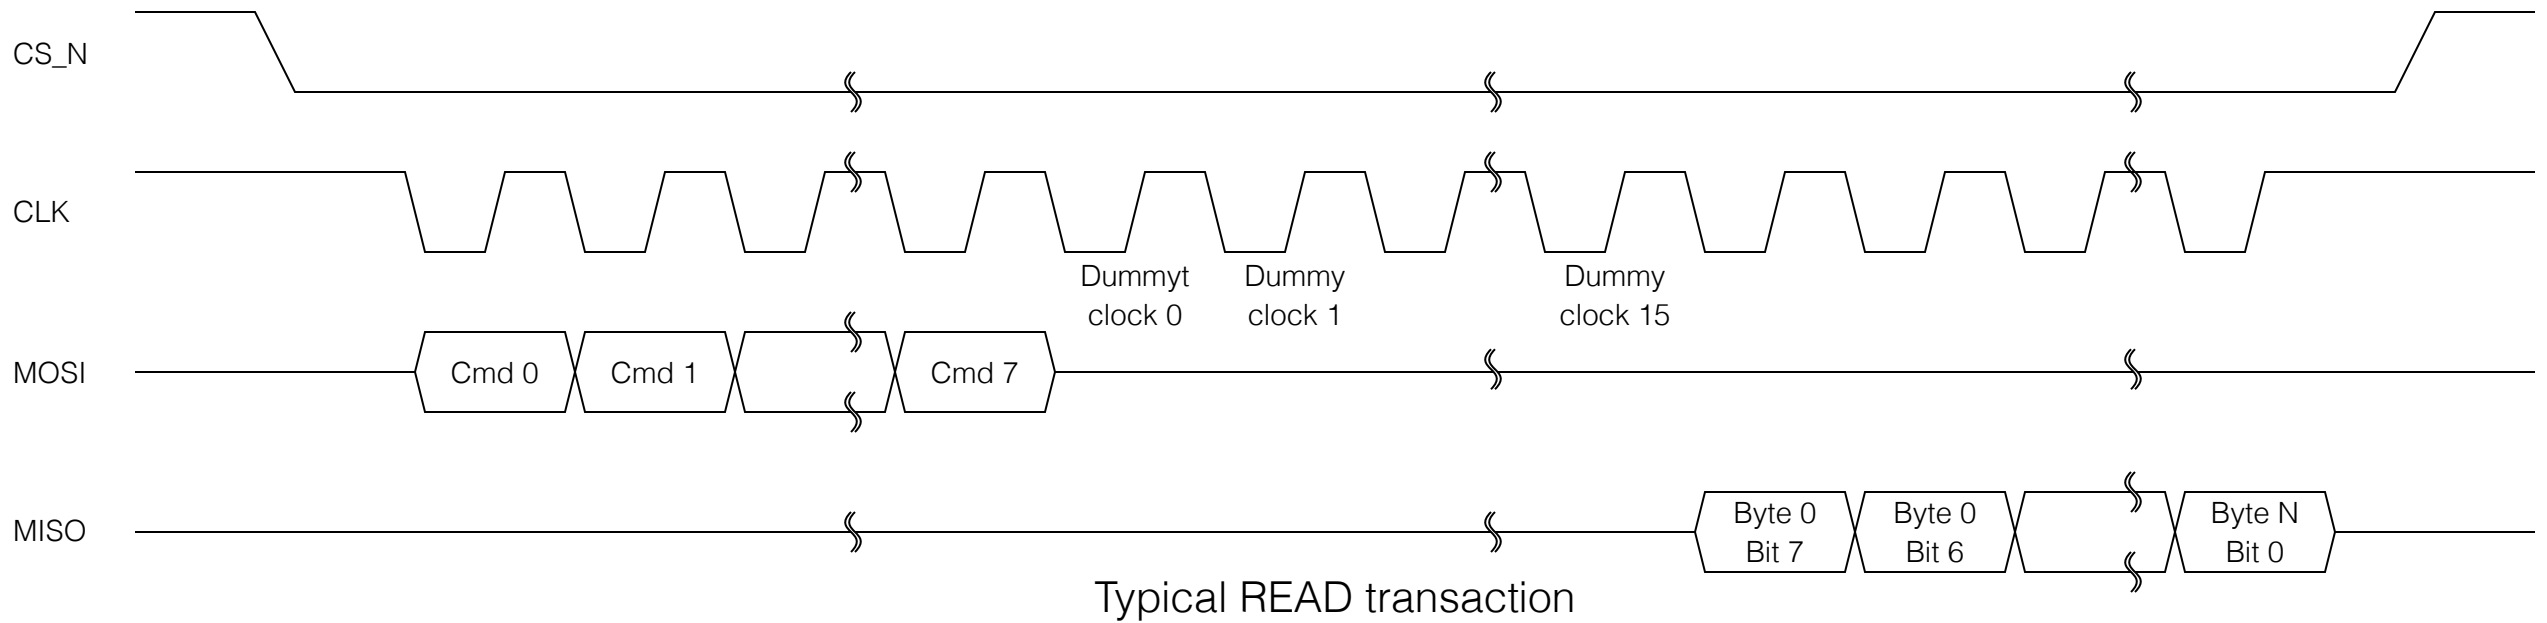 CS_N
CLK
Dummyt
clock 0
Dummy
clock 1
Dummy
clock 15
MOSI
Cmd 0
Cmd 1
Cmd 7
MISO
Byte 0
Bit 7
Byte 0
Bit 6
Byte N
Bit 0
Typical READ transaction